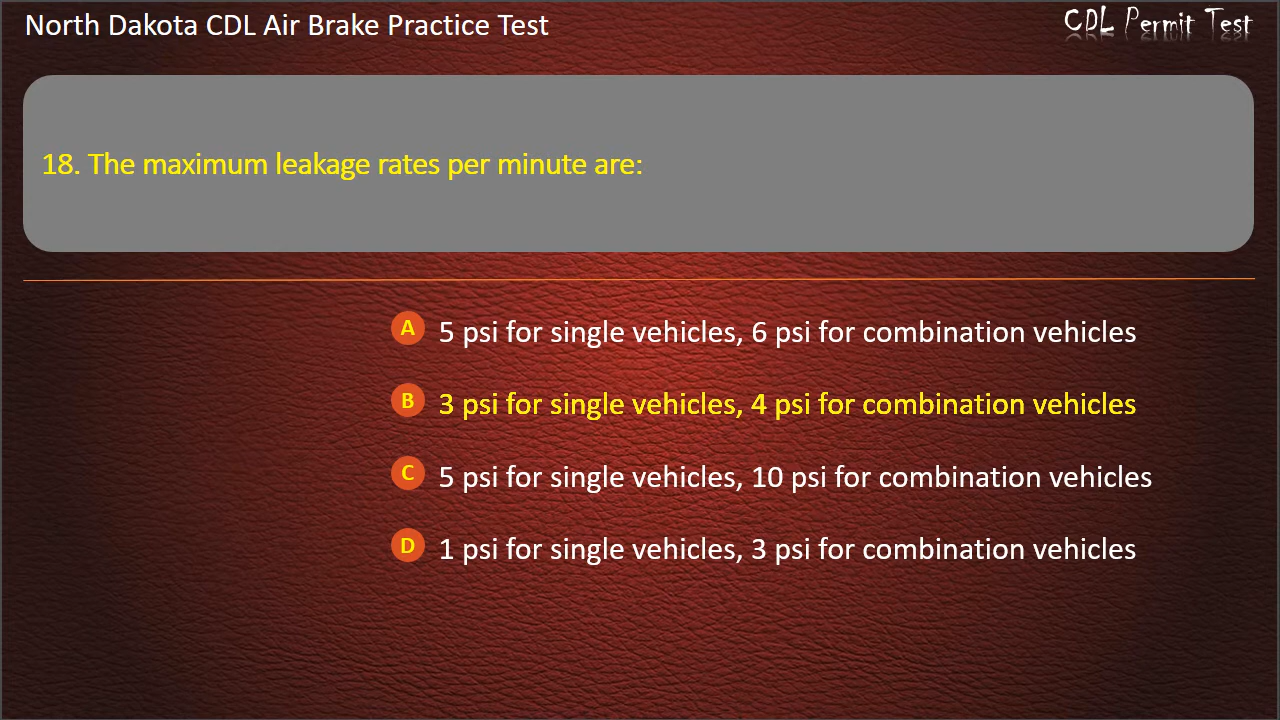 North Dakota CDL Air Brake Practice Test
CDL Permit Test
18. The maximum leakage rates per minute are:
A 5 psi for single vehicles, 6 psi for combination vehicles
B 3 psi for single vehicles, 4 psi for combination vehicles
C 5 psi for single vehicles, 10 psi for combination vehicles
D 1 psi for single vehicles, 3 psi for combination vehicles